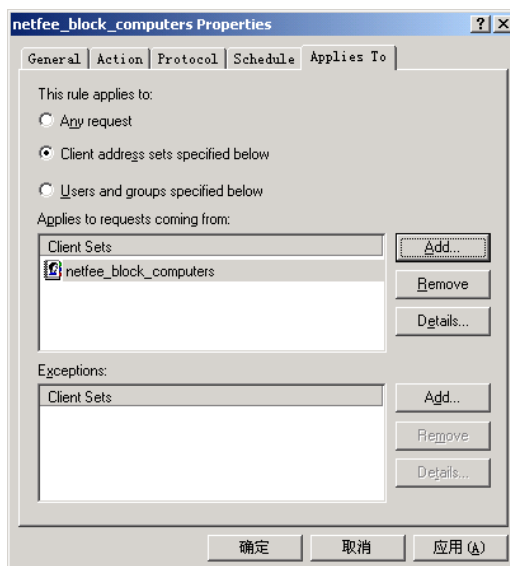 netfee_block_computers Properties
General Action Protocol Schedule Applies To
This rule applies to:
Any request
Client address sets specified below
Users and groups specified below
Applies to requests coming from:
Client Sets
Add...
netfee_block_computers
Remove
Details...
Exceptions:
Client Sets
Add...
Remove
Details...
确定 取消 应用(A)